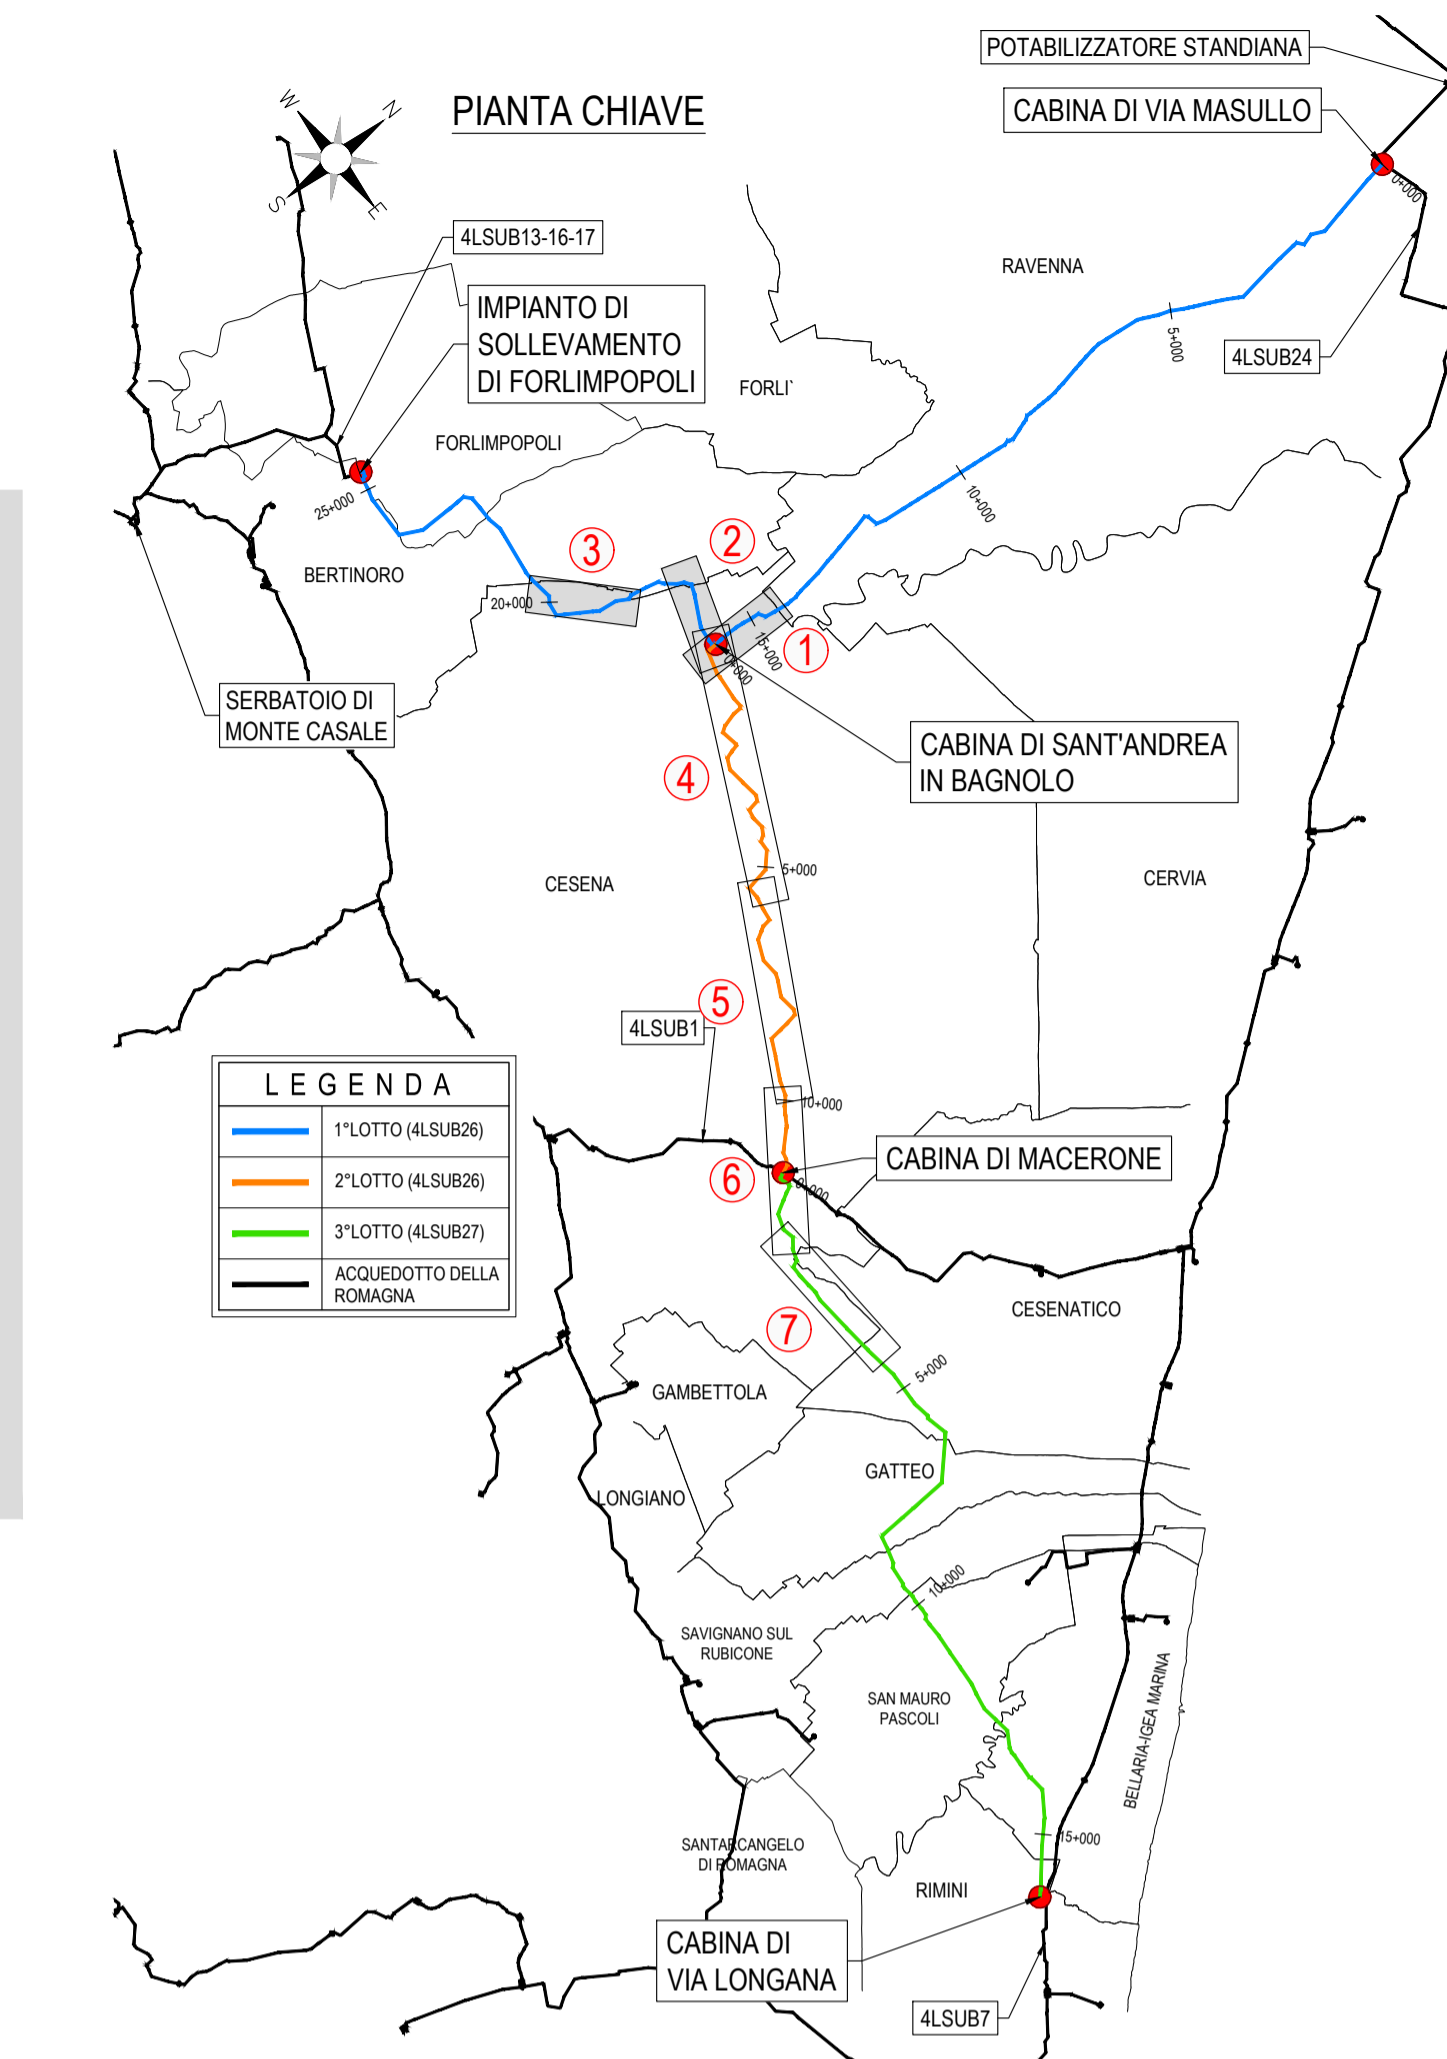 PIANTA CHIAVE
W
N
S
E
POTABILIZZATORE STANDIANA
CABINA DI VIA MASULLO
0+000
4LSUB13-16-17
RAVENNA
IMPIANTO DI
SOLLEVAMENTO
DI FORLIMPOPOLI
5+000
4LSUB24
FORLI`
FORLIMPOPOLI
25+000
10+000
BERTINORO
3
2
20+000
15+000
1
0+000
SERBATOIO DI
MONTE CASALE
CABINA DI SANT'ANDREA
IN BAGNOLO
4
5+000
CESENA
CERVIA
5
4LSUB1
LEGENDA
1°LOTTO (4LSUB26)
2°LOTTO (4LSUB26)
3°LOTTO (4LSUB27)
ACQUEDOTTO DELLA
ROMAGNA
10+000
CABINA DI MACERONE
6
0+000
CESENATICO
7
5+000
GAMBETTOLA
GATTEO
LONGIANO
10+000
SAVIGNANO SUL
RUBICONE
SAN MAURO
PASCOLI
BELLARIA-IGEA MARINA
15+000
SANTARCANGELO
DI ROMAGNA
RIMINI
CABINA DI
VIA LONGANA
4LSUB7